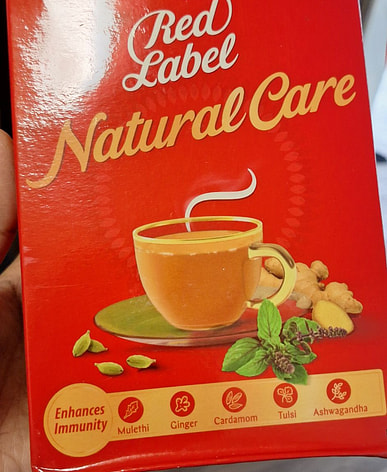 Red
Label
Natural Care
Enhances
Immunity
Mulethi
Ginger
Cardamom
Tulsi
Ashwagandha